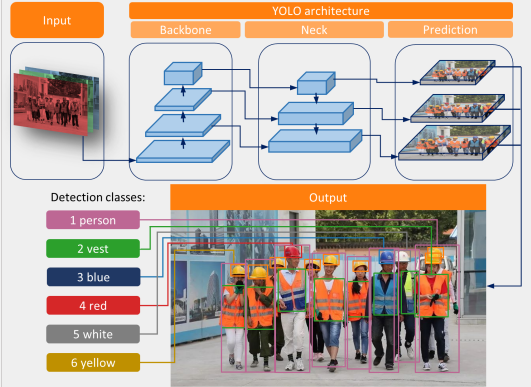 Input
YOLO architecture
Backbone
Neck
Prediction
Detection classes:
Output
1 person
2 vest
3 blue
4 red
5 white
6 yellow